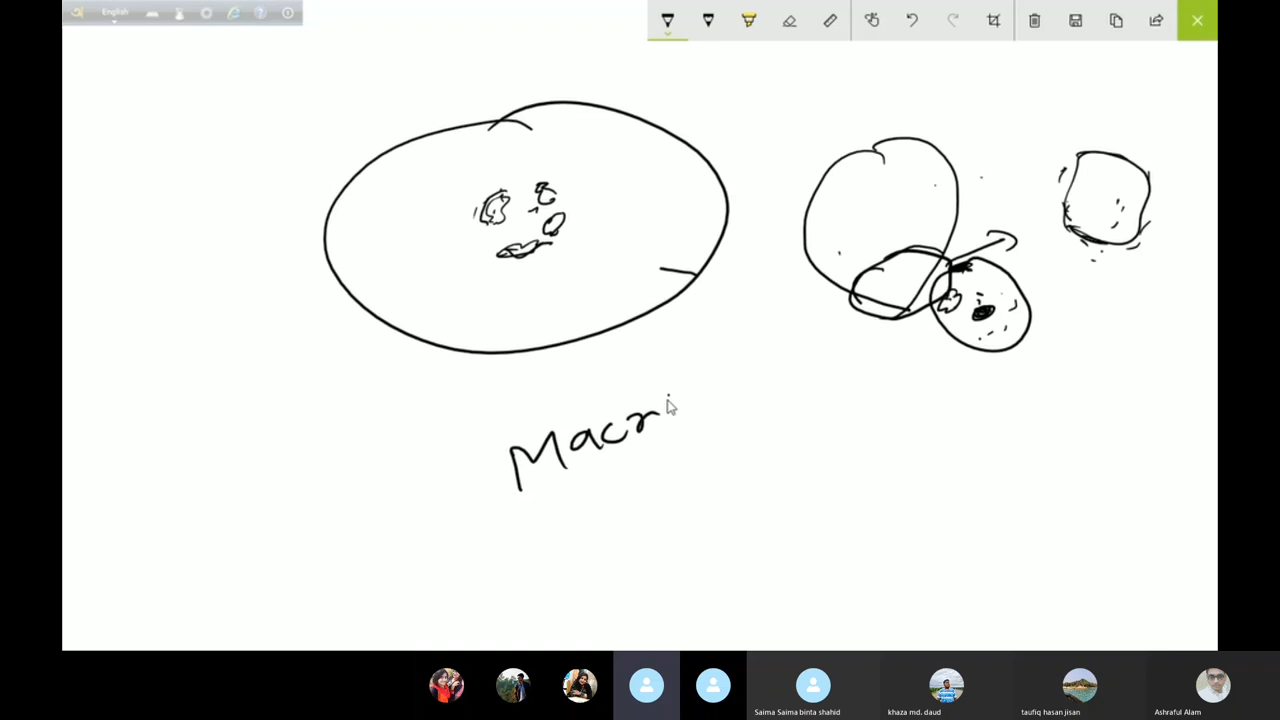 English
Macr
Saima Saima binta shahid
khaza md. daud
taufiq hasan jisan
Ashraful Alam